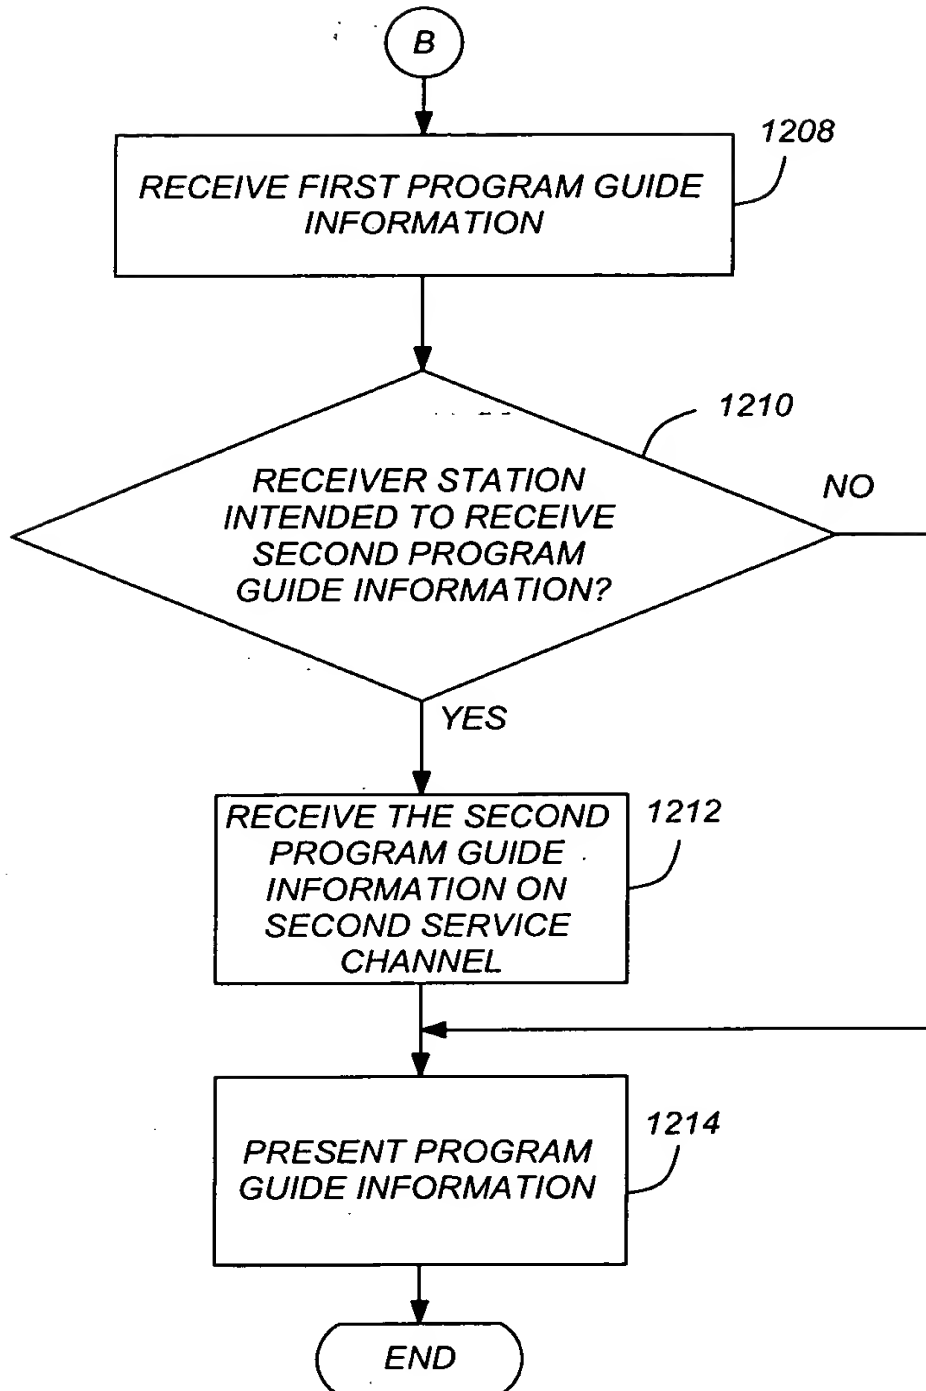 B
1208
RECEIVE FIRST PROGRAM GUIDE
INFORMATION
1210
RECEIVER STATION
INTENDED TO RECEIVE
SECOND PROGRAM
GUIDE INFORMATION?
NO
YES
1212
RECEIVE THE SECOND
PROGRAM GUIDE
INFORMATION ON
SECOND SERVICE
CHANNEL
1214
PRESENT PROGRAM
GUIDE INFORMATION
END